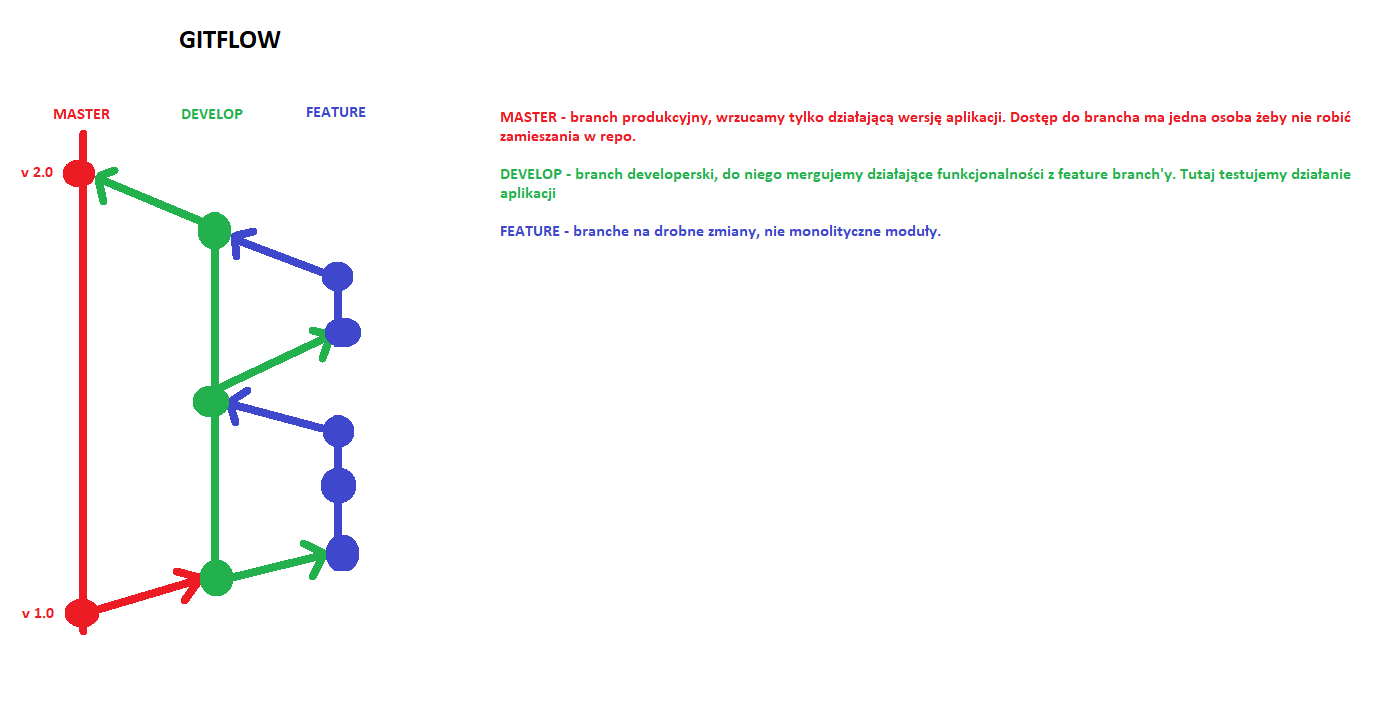 GITFLOW
MASTER
DEVELOP
FEATURE
v 2.0
v 1.0
MASTER - branch produkcyjny, wrzucamy tylko działającą wersję aplikacji. Dostęp do brancha ma jedna osoba żeby nie robić
zamieszania w repo.
DEVELOP - branch developerski, do niego mergujemy działające funkcjonalności z feature branch'y. Tutaj testujemy działanie
aplikacji
FEATURE - branche na drobne zmiany, nie monolityczne moduły.